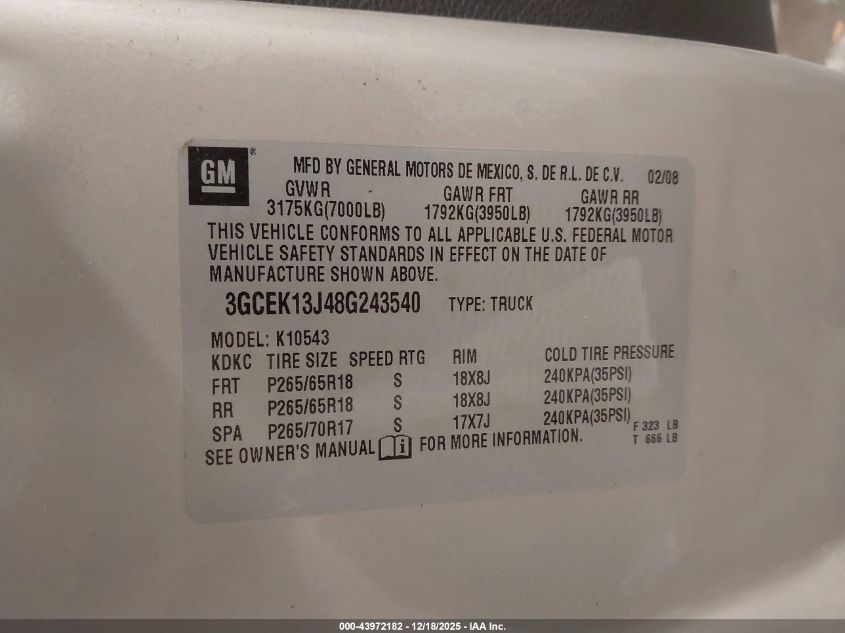 GM ®
MFD BY GENERAL MOTORS DE MEXICO, S. DE R.L. DE C.V. 02/08
GVWR GAWR FRT GAWR RR
3175KG(7000LB) 1792KG(3950LB) 1792KG(3950LB)
THIS VEHICLE CONFORMS TO ALL APPLICABLE U.S. FEDERAL MOTOR
VEHICLE SAFETY STANDARDS IN EFFECT ON THE DATE OF
MANUFACTURE SHOWN ABOVE.
3GCEK13J48G243540 TYPE: TRUCK
MODEL: K10543
KDKC TIRE SIZE SPEED RTG RIM COLD TIRE PRESSURE
FRT P265/65R18 S 18X8J 240KPA(35PSI)
RR P265/65R18 S 18X8J 240KPA(35PSI)
SPA P265/70R17 S 17X7J 240KPA(35PSI)
F 323 LB
T 666 LB
SEE OWNER'S MANUAL i FOR MORE INFORMATION.
000-43972182 - 12/18/2025 - IAA Inc.